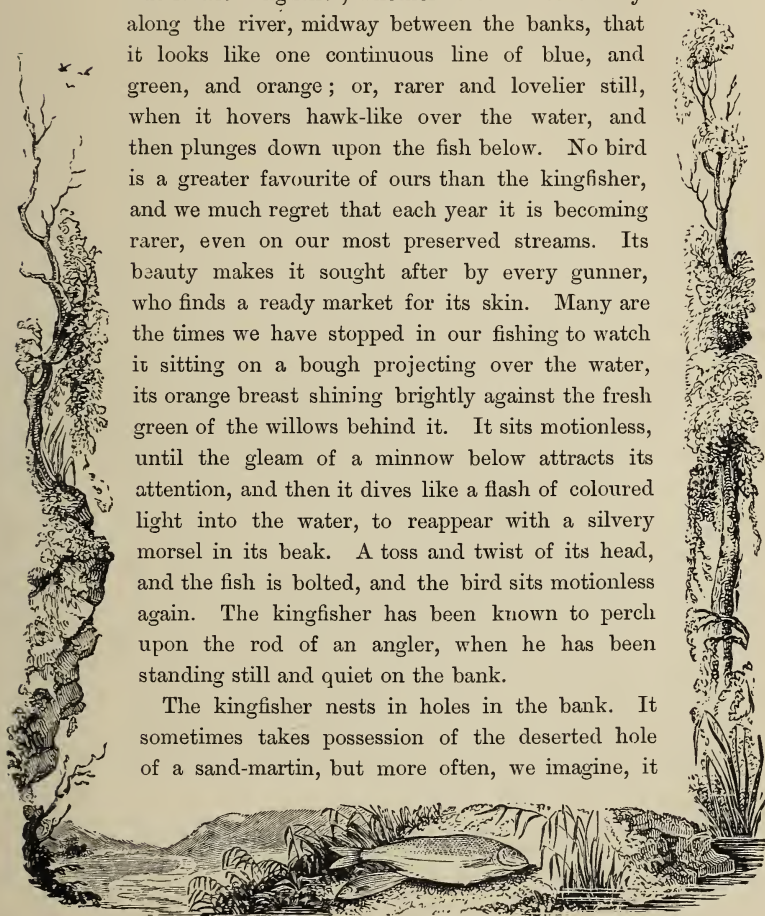 along the river, midway between the banks, that
it looks like one continuous line of blue, and
green, and orange; or, rarer and lovelier still,
when it hovers hawk-like over the water, and
then plunges down upon the fish below. No bird
is a greater favourite of ours than the kingfisher,
and we much regret that each year it is becoming
rarer, even on our most preserved streams. Its
beauty makes it sought after by every gunner,
who finds a ready market for its skin. Many are
the times we have stopped in our fishing to watch
it sitting on a bough projecting over the water,
its orange breast shining brightly against the fresh
green of the willows behind it. It sits motionless,
until the gleam of a minnow below attracts its
attention, and then it dives like a flash of coloured
light into the water, to reappear with a silvery
morsel in its beak. A toss and twist of its head,
and the fish is bolted, and the bird sits motionless
again. The kingfisher has been known to perch
upon the rod of an angler, when he has been
standing still and quiet on the bank.
The kingfisher nests in holes in the bank. It
sometimes takes possession of the deserted hole
of a sand-martin, but more often, we imagine, it